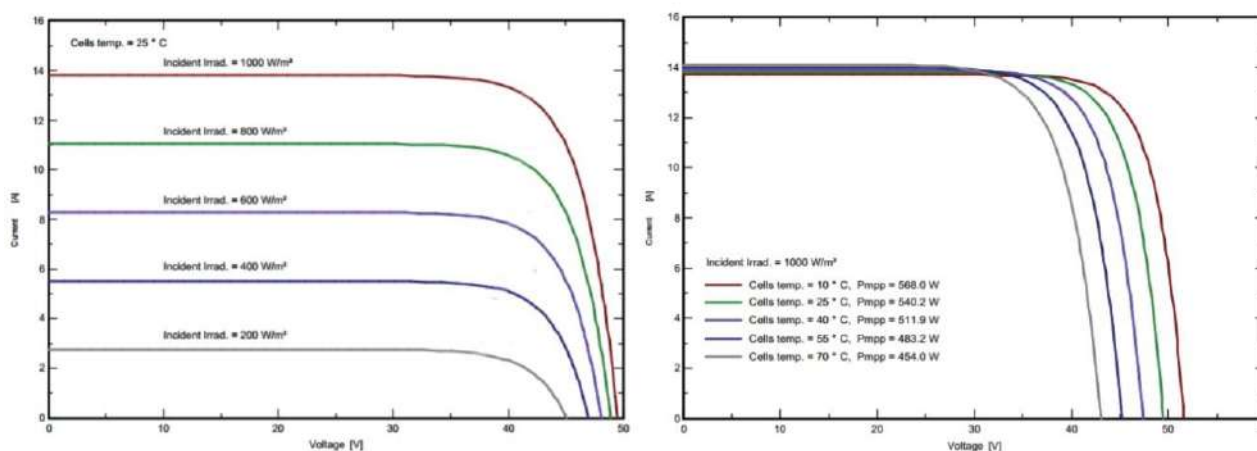 16
14
12
10
8
6
4
2
0
Current [A]
Cells temp. = 25 * C
Incident Irrad. = 1000 W/m²
Incident Irrad. = 800 W/m²
Incident Irrad. = 600 W/m²
Incident Irrad. = 400 W/m²
Incident Irrad. = 200 W/m²
0 10 20 30 40 50
Voltage [V]
16
14
12
10
8
6
4
2
0
Current [A]
Incident Irrad. = 1000 W/m²
Cells temp. = 10 * C, Pmpp = 568.0 W
Cells temp. = 25 * C, Pmpp = 540.2 W
Cells temp. = 40 * C, Pmpp = 511.9 W
Cells temp. = 55 * C, Pmpp = 483.2 W
Cells temp. = 70 * C, Pmpp = 454.0 W
0 10 20 30 40 50
Voltage [V]